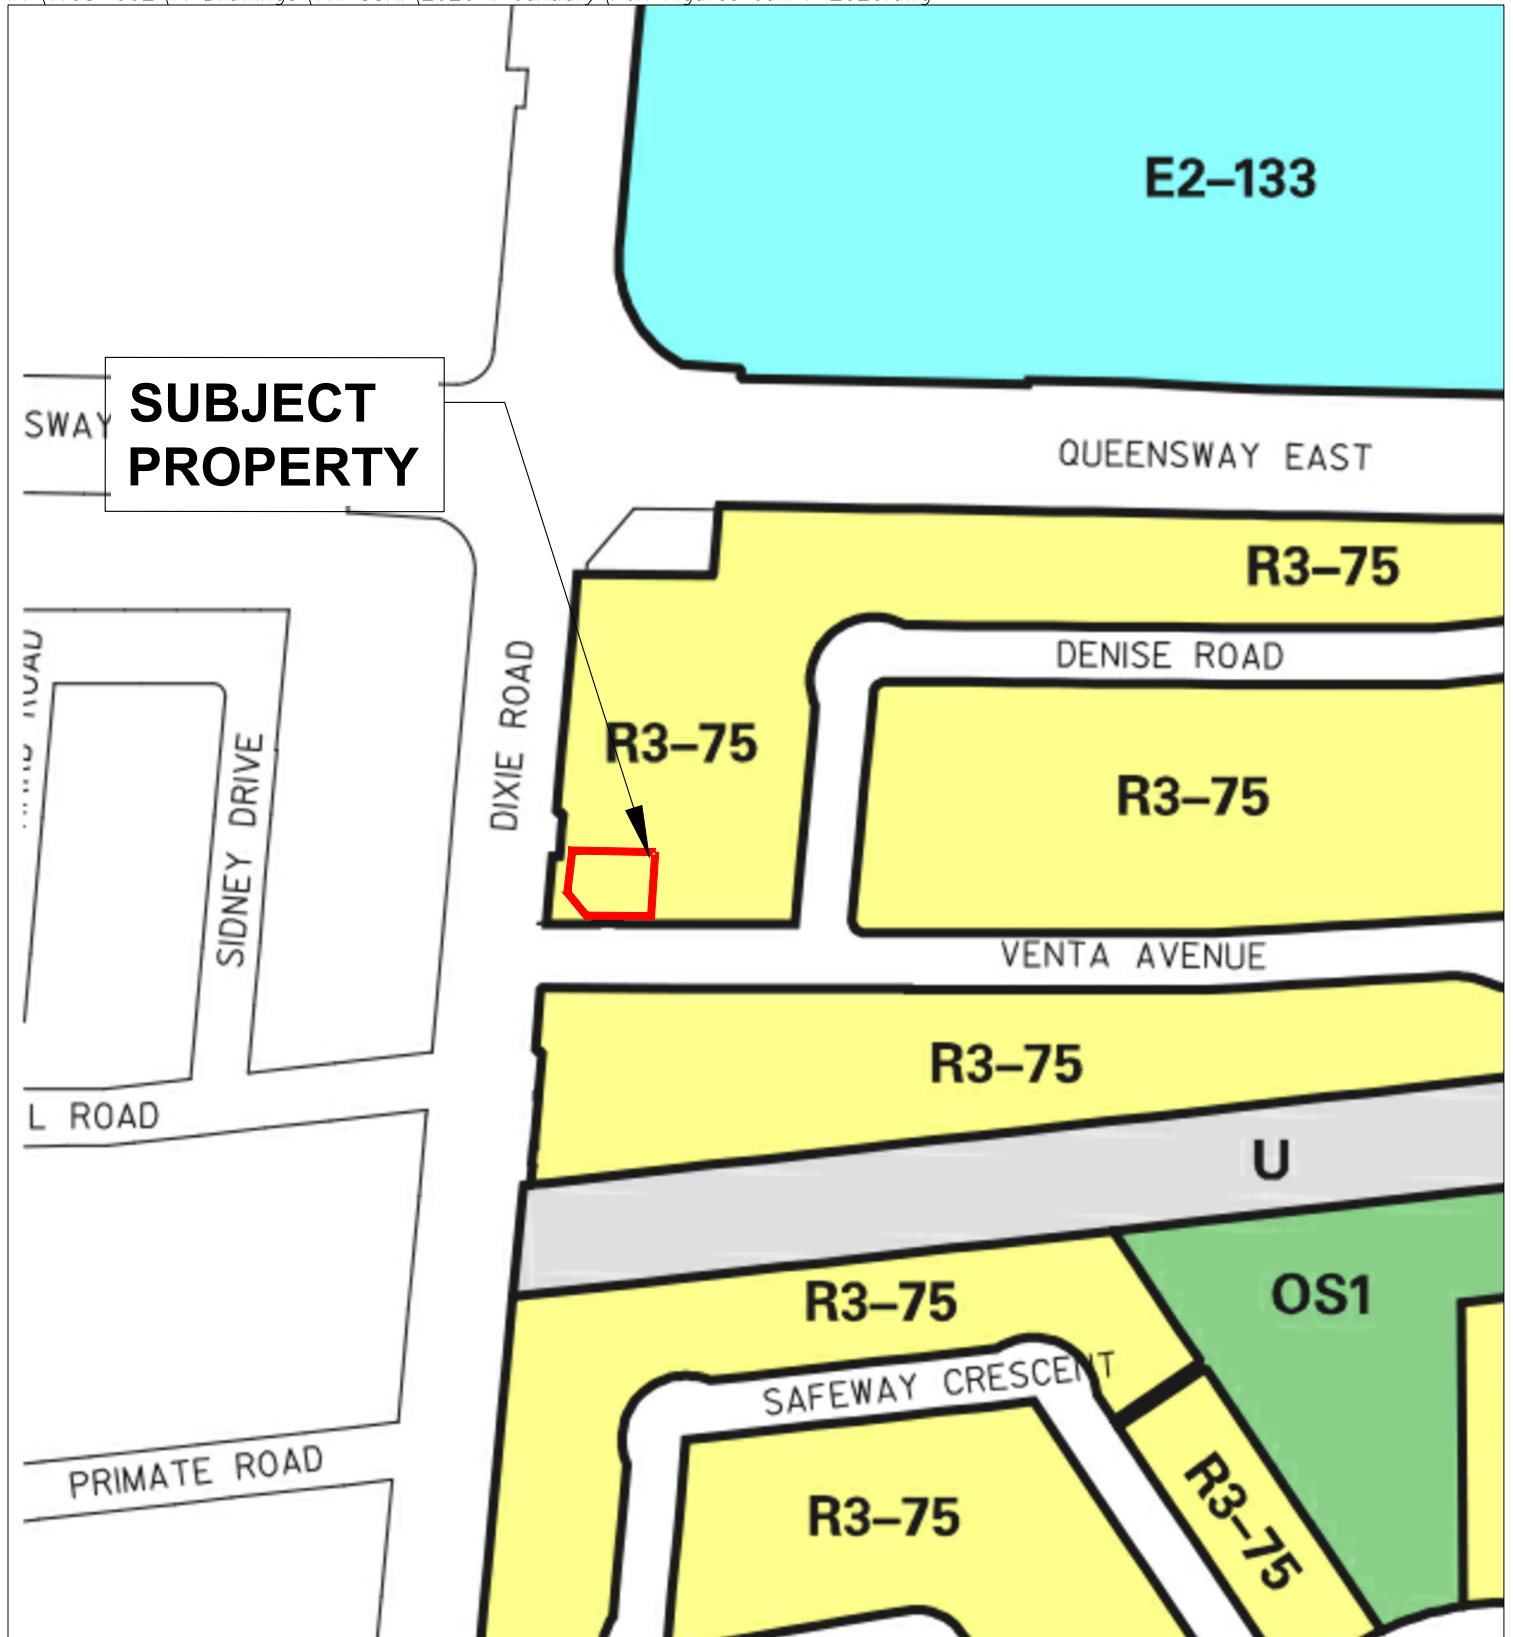 E2–133
SUBJECT
PROPERTY
SWAY
QUEENSWAY EAST
R3–75
DENISE ROAD
DIXIE ROAD
R3–75
R3–75
SIDNEY DRIVE
ROAD
VENTA AVENUE
R3–75
L ROAD
U
R3–75
OS1
SAFEWAY CRESCENT
PRIMATE ROAD
R3–75
R3–75